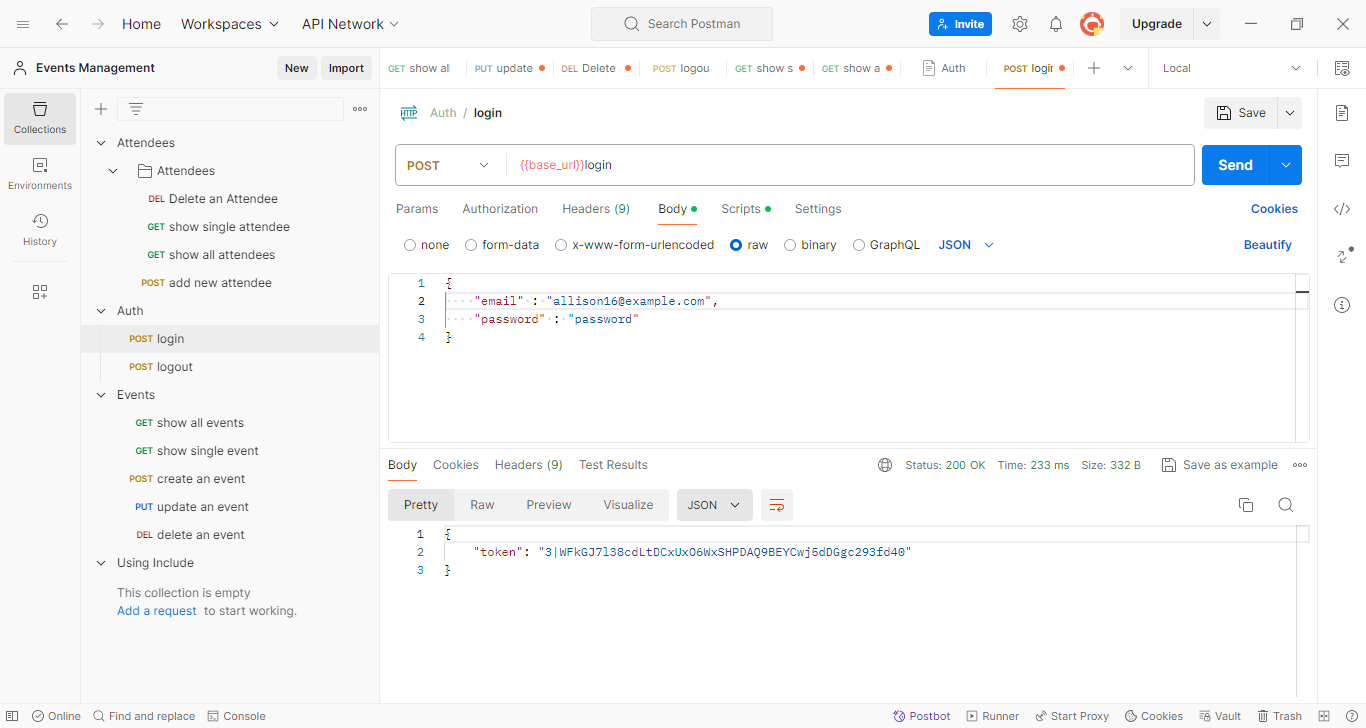 Home Workspaces API Network Search Postman Invite Upgrade
Events Management New Import GET show al PUT update DEL Delete POST logou GET show s GET show a Auth POST login Local
Collections
Environments
History
Attendees
Attendees
DEL Delete an Attendee
GET show single attendee
GET show all attendees
POST add new attendee
Auth
POST login
POST logout
Events
GET show all events
GET show single event
POST create an event
PUT update an event
DEL delete an event
Using Include
This collection is empty
Add a request to start working.
HTTP Auth / login Save
POST {{base_url}}login Send
Params Authorization Headers (9) Body Scripts Settings Cookies
none form-data x-www-form-urlencoded raw binary GraphQL JSON Beautify
1 {
2 "email" : "allison16@example.com",
3 "password" : "password"
4 }
Body Cookies Headers (9) Test Results Status: 200 OK Time: 233 ms Size: 332 B Save as example
Pretty Raw Preview Visualize JSON
1 {
2 "token": "3|WFkGJ7l38cdLtDCxUxO6WxSHPDAQ9BEYCwj5dDGgc293fd40"
3 }
Online Find and replace Console Postbot Runner Start Proxy Cookies Vault Trash